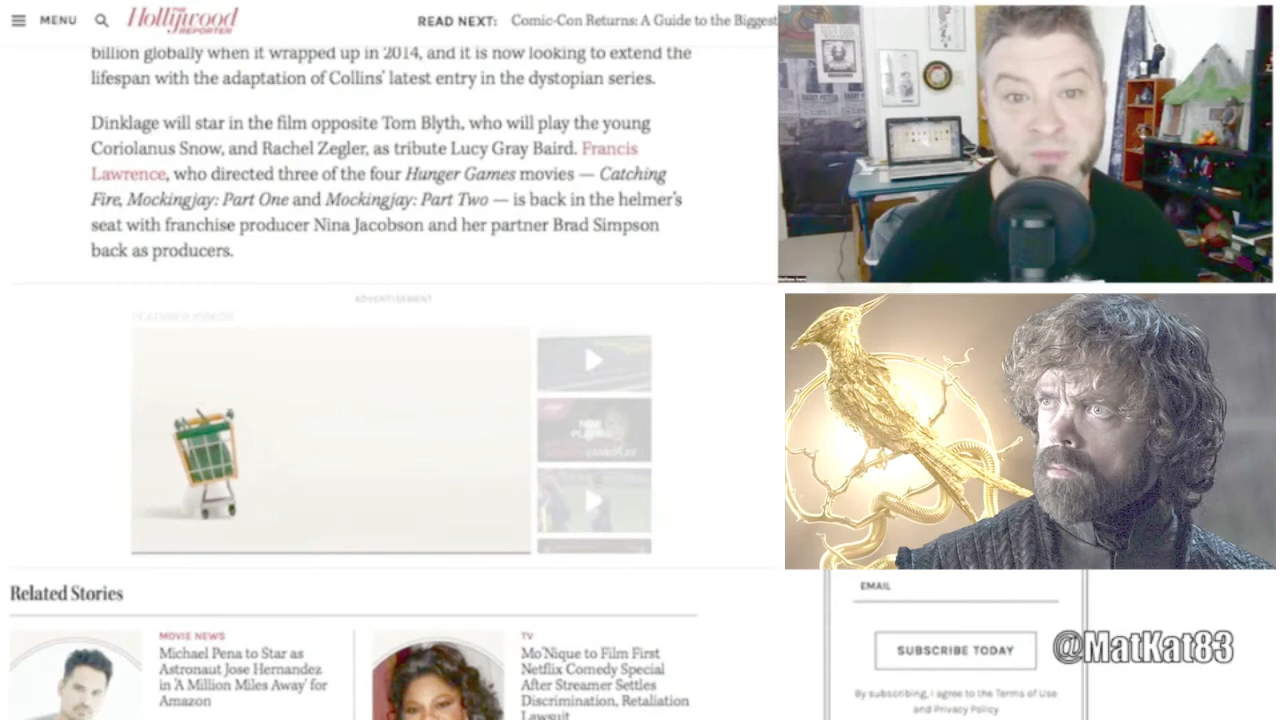 MENU
THE
Hollywood
REPORTER
READ NEXT: Comic-Con Returns: A Guide to the Biggest
billion globally when it wrapped up in 2014, and it is now looking to extend the
lifespan with the adaptation of Collins' latest entry in the dystopian series.
Dinklage will star in the film opposite Tom Blyth, who will play the young
Coriolanus Snow, and Rachel Zegler, as tribute Lucy Gray Baird. Francis
Lawrence, who directed three of the four Hunger Games movies — Catching
Fire, Mockingjay: Part One and Mockingjay: Part Two — is back in the helmer's
seat with franchise producer Nina Jacobson and her partner Brad Simpson
back as producers.
ADVERTISEMENT
FEATURED VIDEOS
NOW
PLAYING
Related Stories
MOVIE NEWS
Michael Pena to Star as
Astronaut Jose Hernandez
in 'A Million Miles Away' for
Amazon
TV
Mo'Nique to Film First
Netflix Comedy Special
After Streamer Settles
Discrimination, Retaliation
Lawsuit
EMAIL
SUBSCRIBE TODAY
By subscribing, I agree to the Terms of Use
and Privacy Policy
@MatKat83